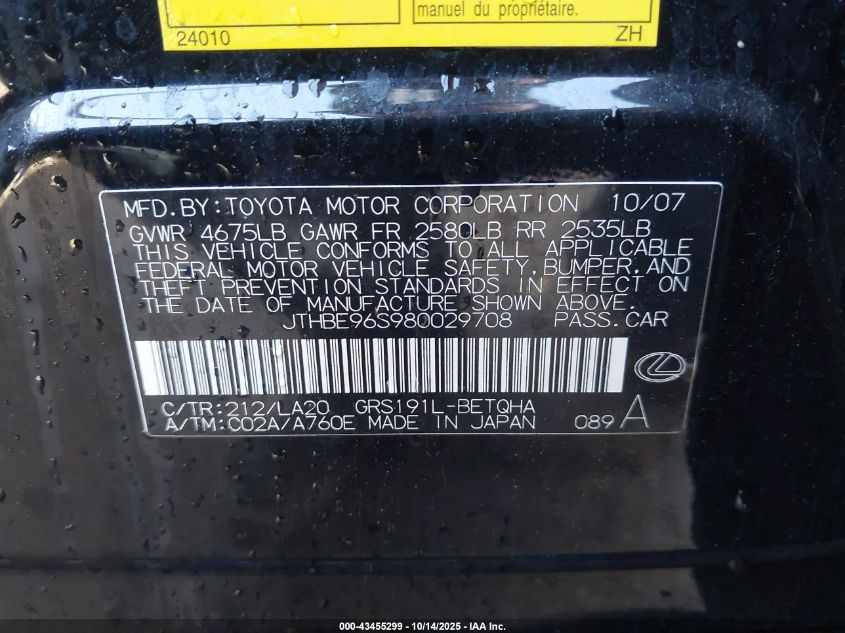 manuel du propriétaire.
24010 ZH
MFD.BY:TOYOTA MOTOR CORPORATION 10/07
GVWR 4675LB GAWR FR 2580LB RR 2535LB
THIS VEHICLE CONFORMS TO ALL APPLICABLE
FEDERAL MOTOR VEHICLE SAFETY,BUMPER,AND
THEFT PREVENTION STANDARDS IN EFFECT ON
THE DATE OF MANUFACTURE SHOWN ABOVE.
JTHBE96S980029708 PASS.CAR
C/TR:212/LA20 GRS191L-BETQHA
A/TM:C02A/A760E MADE IN JAPAN 089 A
000-43455299 - 10/14/2025 - IAA Inc.